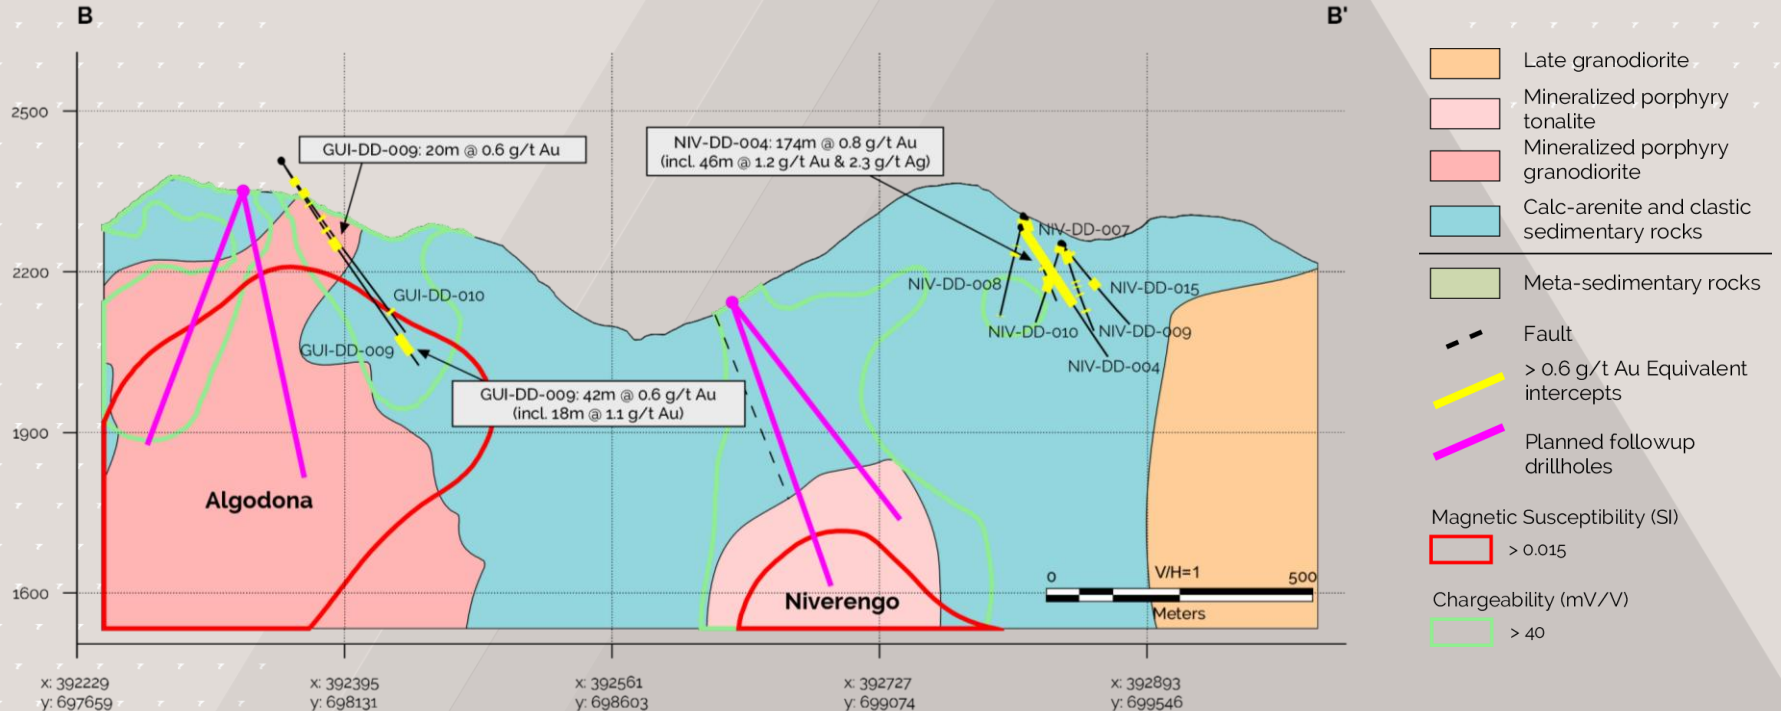 B
B'
2500
2200
1900
1600
GUI-DD-009: 20m @ 0.6 g/t Au
NIV-DD-004: 174m @ 0.8 g/t Au
(incl. 46m @ 1.2 g/t Au & 2.3 g/t Ag)
NIV-DD-007
NIV-DD-008
NIV-DD-015
GUI-DD-010
NIV-DD-010
NIV-DD-009
GUI-DD-009
NIV-DD-004
GUI-DD-009: 42m @ 0.6 g/t Au
(incl. 18m @ 1.1 g/t Au)
Algodona
Niverengo
0
V/H=1
500
Meters
x: 392229
y: 697659
x: 392395
y: 698131
x: 392561
y: 698603
x: 392727
y: 699074
x: 392893
y: 699546
Late granodiorite
Mineralized porphyry
tonalite
Mineralized porphyry
granodiorite
Calc-arenite and clastic
sedimentary rocks
Meta-sedimentary rocks
Fault
> 0.6 g/t Au Equivalent
intercepts
Planned followup
drillholes
Magnetic Susceptibility (SI)
> 0.015
Chargeability (mV/V)
> 40